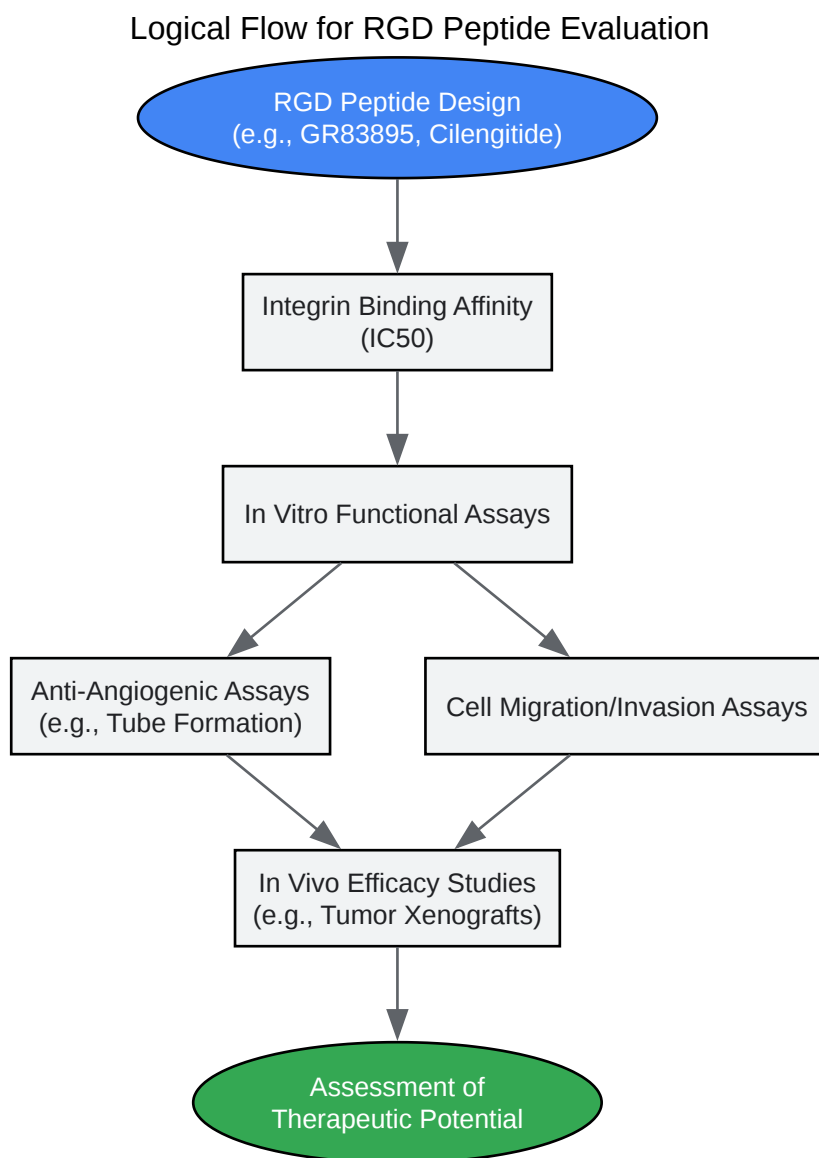 Logical Flow for RGD Peptide Evaluation
RGD Peptide Design
(e.g., GR83895, Cilengitide)
Integrin Binding Affinity
(IC50)
In Vitro Functional Assays
Anti-Angiogenic Assays
(e.g., Tube Formation)
Cell Migration/Invasion Assays
In Vivo Efficacy Studies
(e.g., Tumor Xenografts)
Assessment of
Therapeutic Potential